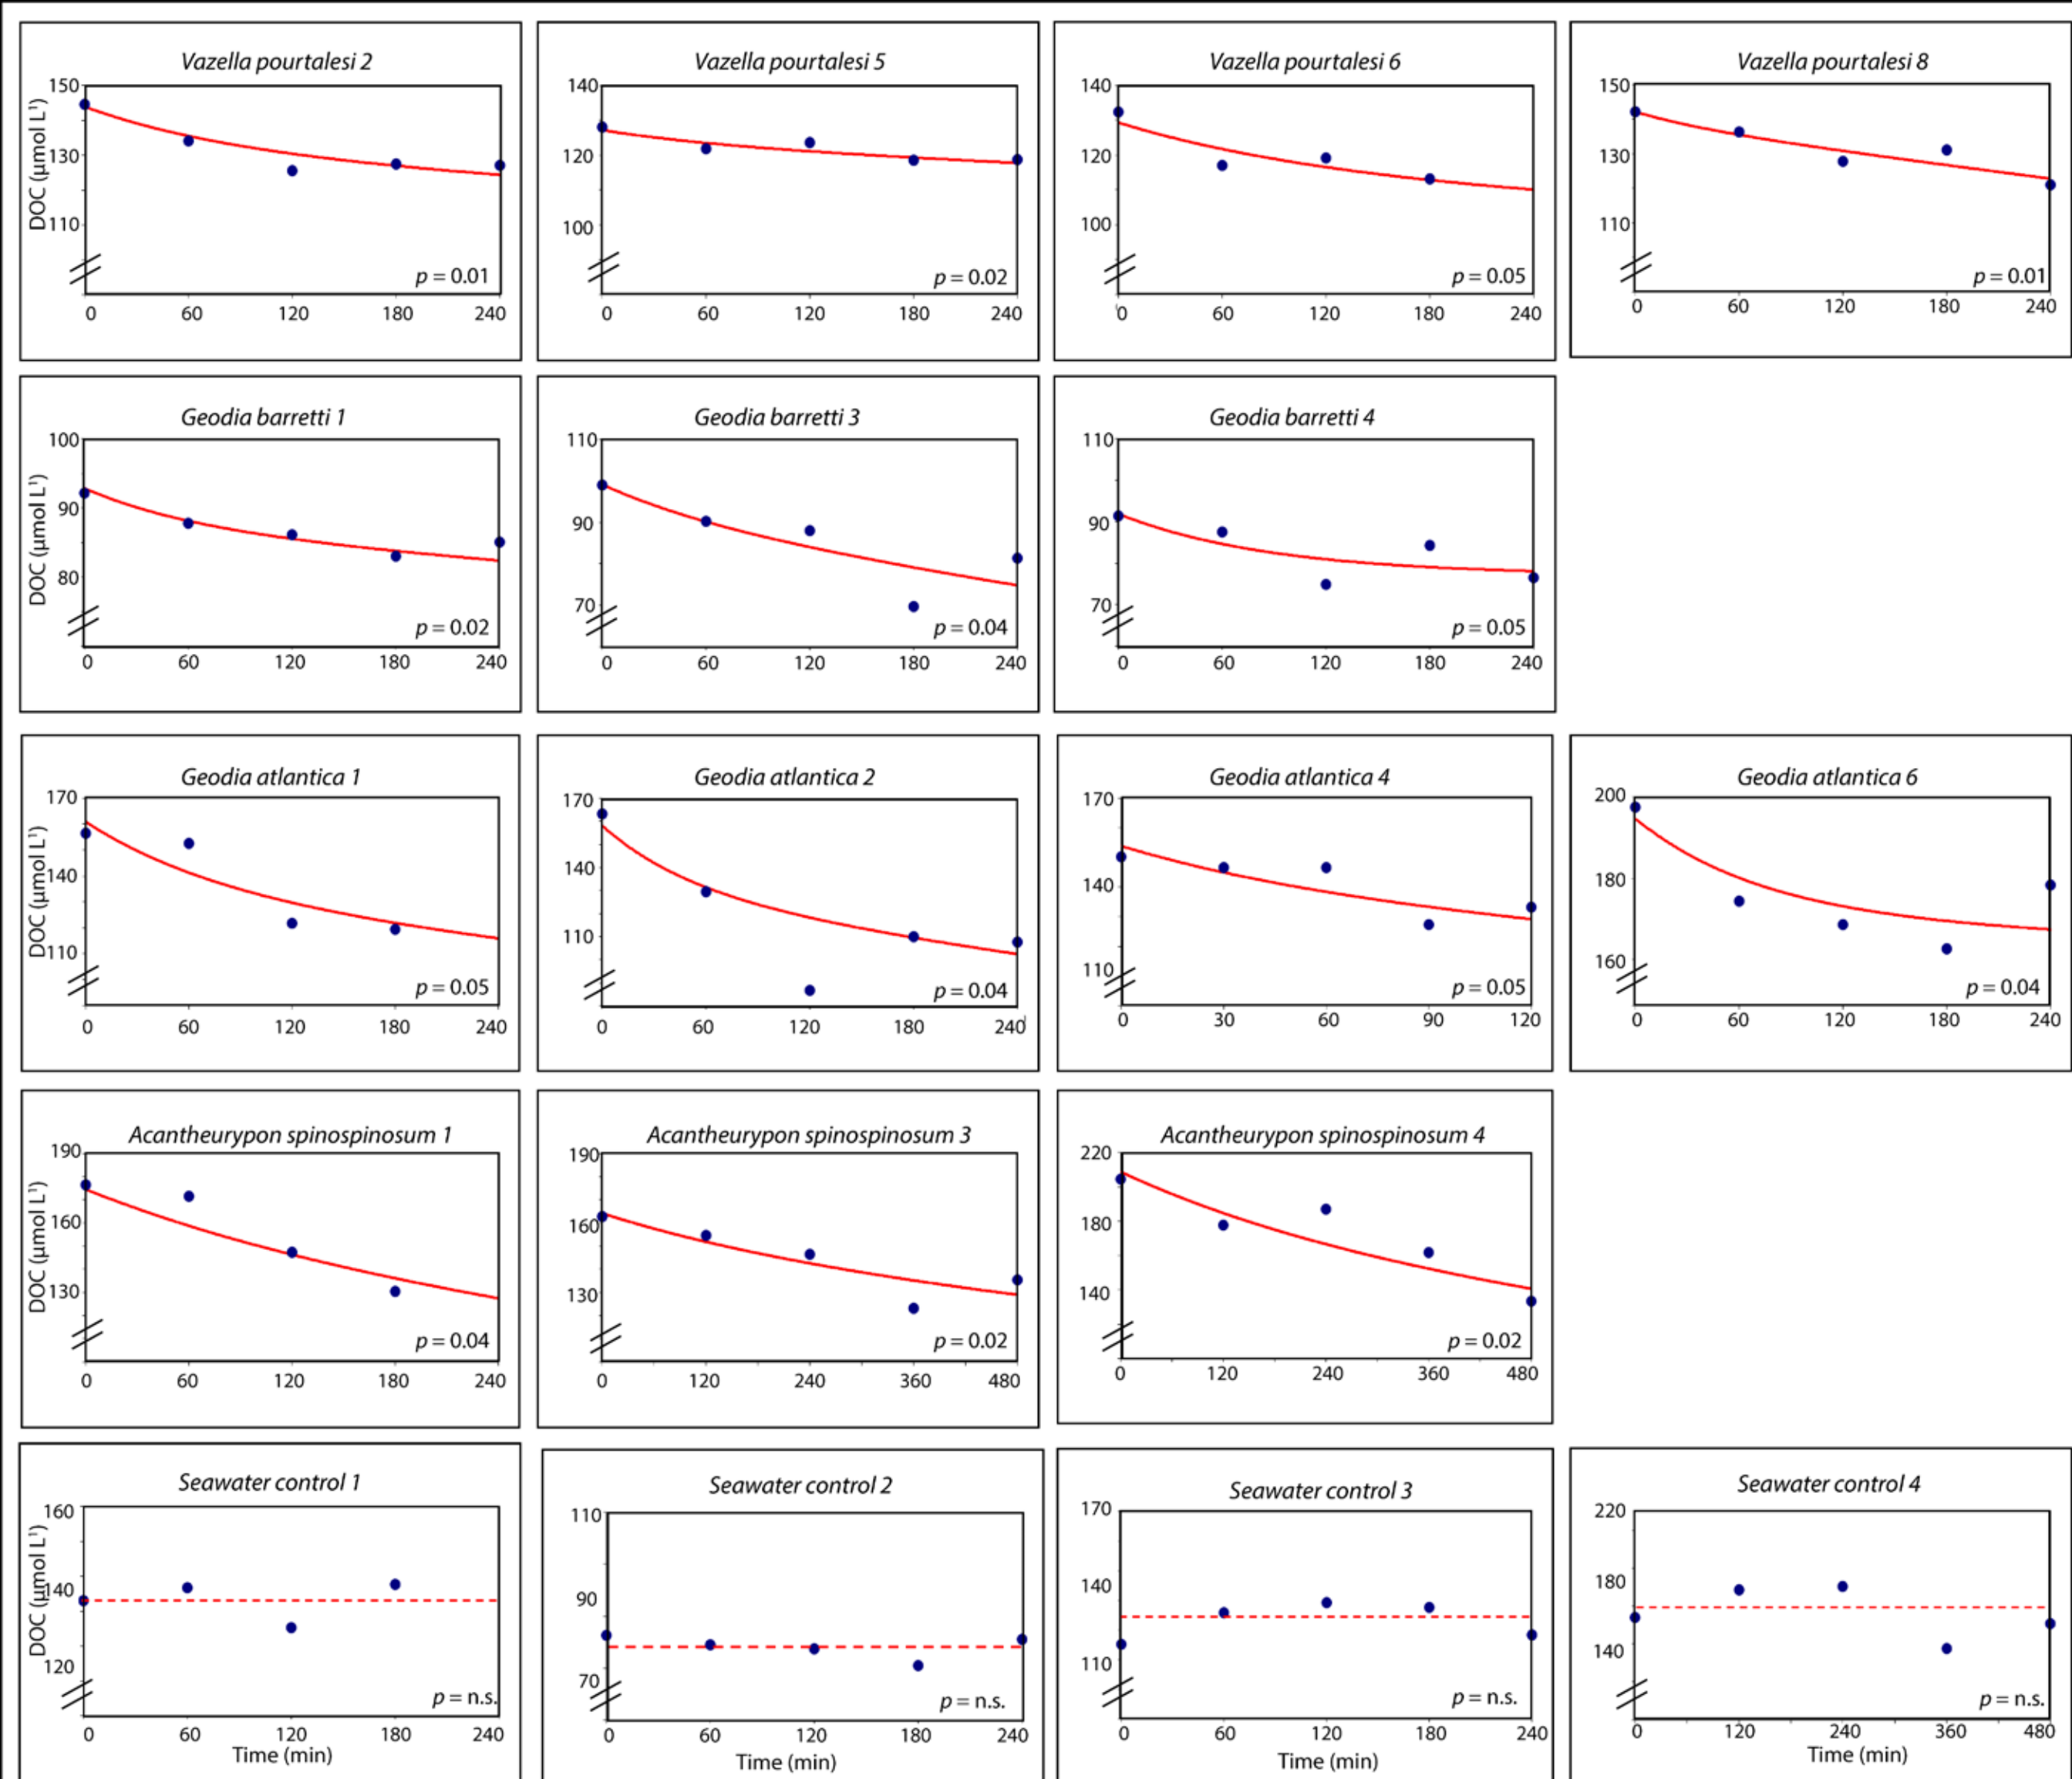 Vazella pourtalesi 2
Vazella pourtalesi 5
Vazella pourtalesi 6
Vazella pourtalesi 8
DOC (µmol L¹)
150
130
110
p = 0.01
0 60 120 180 240
140
120
100
p = 0.02
0 60 120 180 240
140
120
100
p = 0.05
0 60 120 180 240
150
130
110
p = 0.01
0 60 120 180 240
Geodia barretti 1
Geodia barretti 3
Geodia barretti 4
DOC (µmol L¹)
100
90
80
p = 0.02
0 60 120 180 240
110
90
70
p = 0.04
0 60 120 180 240
110
90
70
p = 0.05
0 60 120 180 240
Geodia atlantica 1
Geodia atlantica 2
Geodia atlantica 4
Geodia atlantica 6
DOC (µmol L¹)
170
140
110
p = 0.05
0 60 120 180 240
170
140
110
p = 0.04
0 60 120 180 240
170
140
110
p = 0.05
0 30 60 90 120
200
180
160
p = 0.04
0 60 120 180 240
Acantheurypon spinospinosum 1
Acantheurypon spinospinosum 3
Acantheurypon spinospinosum 4
DOC (µmol L¹)
190
160
130
p = 0.04
0 60 120 180 240
190
160
130
p = 0.02
0 120 240 360 480
220
180
140
p = 0.02
0 120 240 360 480
Seawater control 1
Seawater control 2
Seawater control 3
Seawater control 4
DOC (µmol L¹)
160
140
120
p = n.s.
0 60 120 180 240
Time (min)
110
90
70
p = n.s.
0 60 120 180 240
Time (min)
170
140
110
p = n.s.
0 60 120 180 240
Time (min)
220
180
140
p = n.s.
0 120 240 360 480
Time (min)